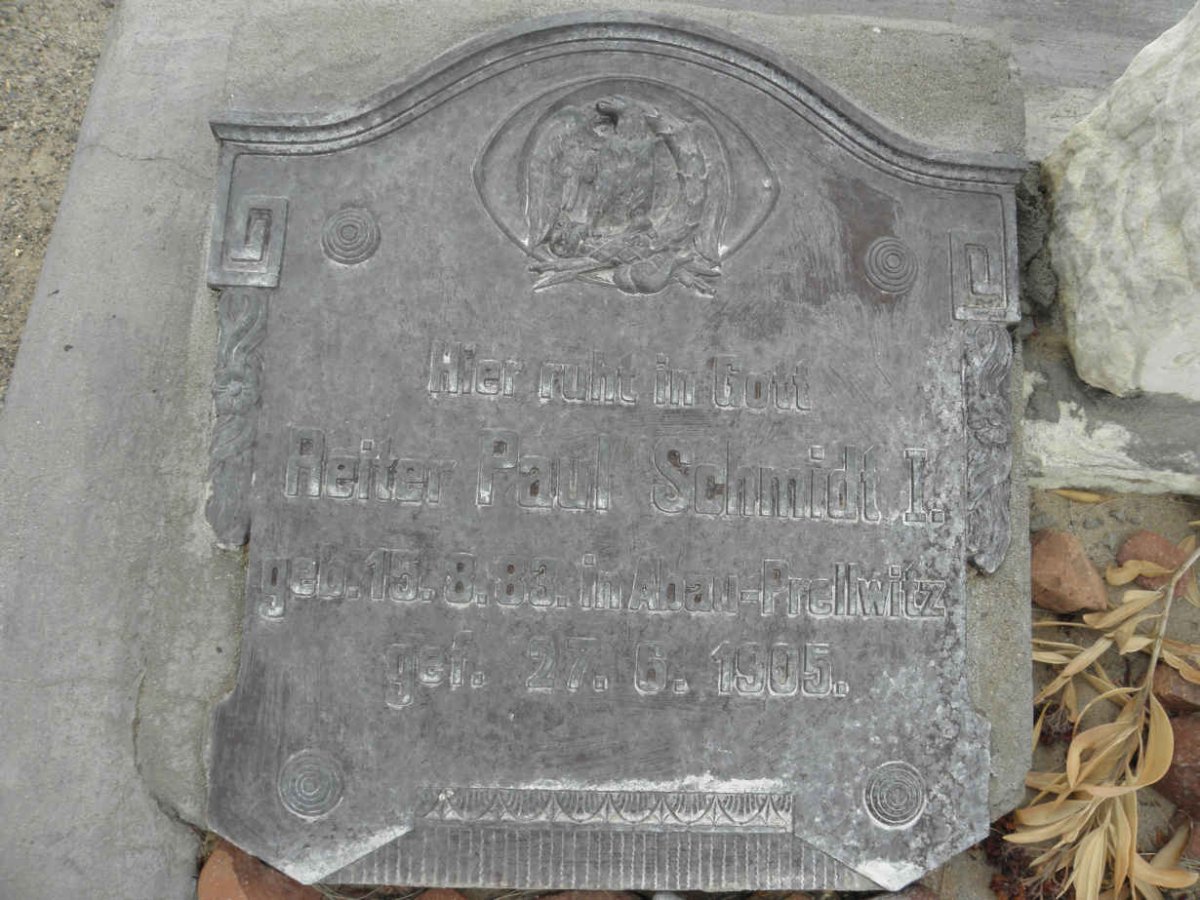 Hier ruht in Gott
Reiter Paul Schmidt I.
geb. 15. 8. 83. in Abau-Prellwitz
gef. 27. 6. 1905.